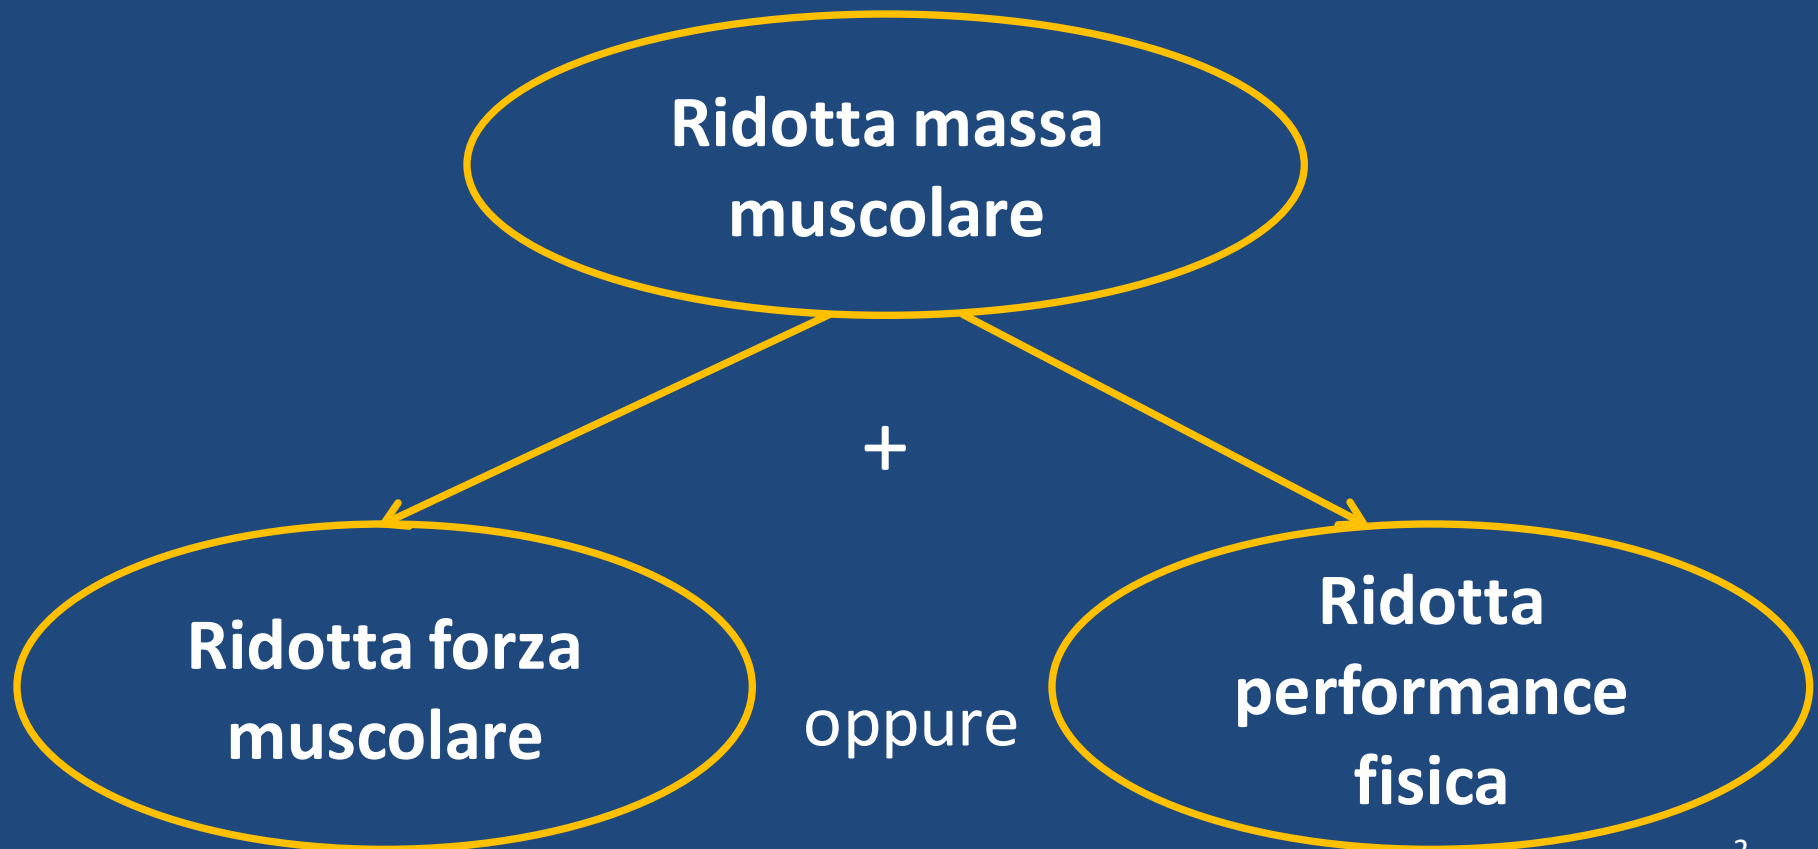 Ridotta massa
muscolare
+
Ridotta forza
muscolare
oppure
Ridotta
performance
fisica